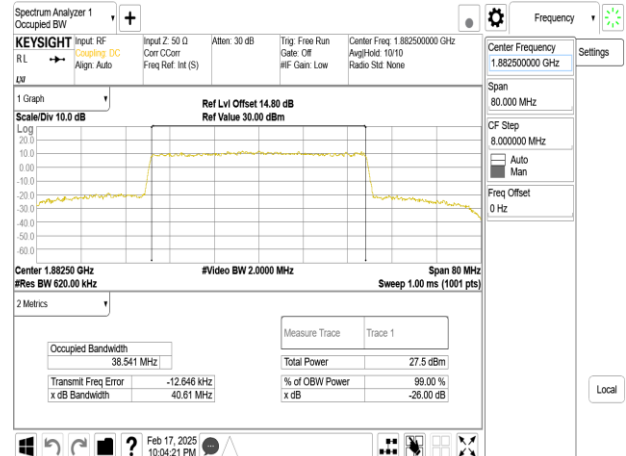 Spectrum Analyzer 1
Occupied BW
Frequency
KEYSIGHT Input: RF Input Z: 50 Ω Atten: 30 dB Trig: Free Run Center Freq: 1.882500000 GHz
RL Coupling: DC Corr CCorr Gate: Off Avg|Hold: 10/10
Align: Auto Freq Ref: Int (S) #IF Gain: Low Radio Std: None
LXI
Center Frequency
1.882500000 GHz
Settings
Span
80.000 MHz
CF Step
8.000000 MHz
Auto
Man
Freq Offset
0 Hz
1 Graph
Ref Lvl Offset 14.80 dB
Scale/Div 10.0 dB Ref Value 30.00 dBm
Log
20.0
10.0
0.00
-10.0
-20.0
-30.0
-40.0
-50.0
-60.0
Center 1.88250 GHz #Video BW 2.0000 MHz Span 80 MHz
#Res BW 620.00 kHz Sweep 1.00 ms (1001 pts)
2 Metrics
Measure Trace Trace 1
Occupied Bandwidth
38.541 MHz
Total Power 27.5 dBm
Transmit Freq Error -12.646 kHz % of OBW Power 99.00 %
x dB Bandwidth 40.61 MHz x dB -26.00 dB
Local
Feb 17, 2025
10:04:21 PM